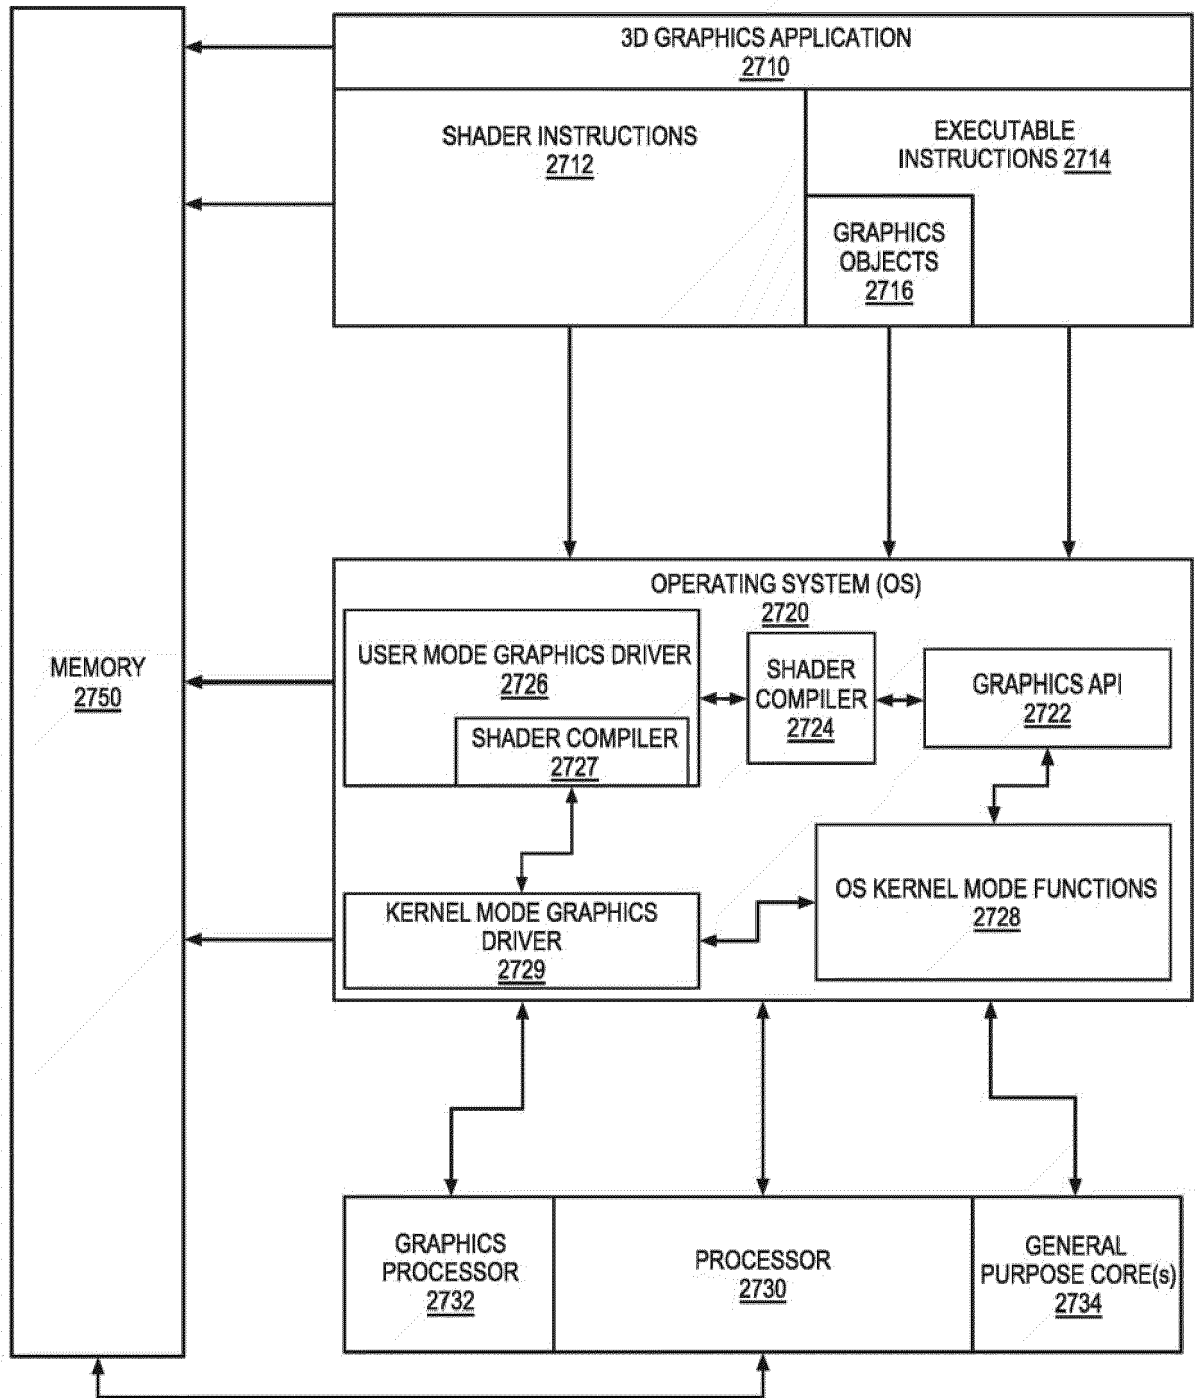 3D GRAPHICS APPLICATION
2710
SHADER INSTRUCTIONS
2712
EXECUTABLE
INSTRUCTIONS 2714
GRAPHICS
OBJECTS
2716
OPERATING SYSTEM (OS)
2720
USER MODE GRAPHICS DRIVER
2726
SHADER COMPILER
2727
SHADER
COMPILER
2724
GRAPHICS API
2722
MEMORY
2750
KERNEL MODE GRAPHICS
DRIVER
2729
OS KERNEL MODE FUNCTIONS
2728
GRAPHICS
PROCESSOR
2732
PROCESSOR
2730
GENERAL
PURPOSE CORE(s)
2734